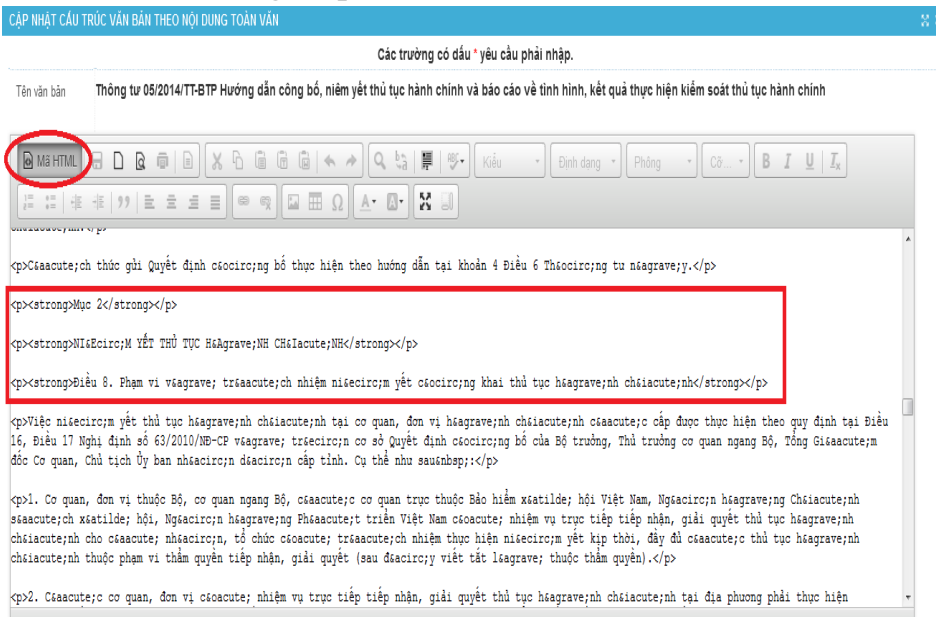 CẬP NHẬT CẤU TRÚC VĂN BẢN THEO NỘI DUNG TOÀN VĂN
Các trường có dấu * yêu cầu phải nhập.
Tên văn bản Thông tư 05/2014/TT-BTP Hướng dẫn công bố, niêm yết thủ tục hành chính và báo cáo về tình hình, kết quả thực hiện kiểm soát thủ tục hành chính
Mã HTML Kiểu Định dạng Phông Cỡ ... B I U Ix
<p>C&aacute;ch thức gửi Quyết định c&ocirc;ng bố thực hiện theo hướng dẫn tại khoản 4 Điều 6 Th&ocirc;ng tư n&agrave;y.</p>
<p><strong>Mục 2</strong></p>
<p><strong>NI&Ecirc;M YẾT THỦ TỤC H&Agrave;NH CH&Iacute;NH</strong></p>
<p><strong>Điều 8. Phạm vi v&agrave; tr&aacute;ch nhiệm ni&ecirc;m yết c&ocirc;ng khai thủ tục h&agrave;nh ch&iacute;nh</strong></p>
<p>Việc ni&ecirc;m yết thủ tục h&agrave;nh ch&iacute;nh tại cơ quan, đơn vị h&agrave;nh ch&iacute;nh c&aacute;c cấp được thực hiện theo quy định tại Điều
16, Điều 17 Nghị định số 63/2010/NĐ-CP v&agrave; tr&ecirc;n cơ sở Quyết định c&ocirc;ng bố của Bộ trưởng, Thủ trưởng cơ quan ngang Bộ, Tổng Gi&aacute;m
đốc Cơ quan, Chủ tịch Ủy ban nh&acirc;n d&acirc;n cấp tỉnh. Cụ thể như sau&nbsp;:</p>
<p>1. Cơ quan, đơn vị thuộc Bộ, cơ quan ngang Bộ, c&aacute;c cơ quan trực thuộc Bảo hiểm x&atilde; hội Việt Nam, Ng&acirc;n h&agrave;ng Ch&iacute;nh
s&aacute;ch x&atilde; hội, Ng&acirc;n h&agrave;ng Ph&aacute;t triển Việt Nam c&oacute; nhiệm vụ trực tiếp tiếp nhận, giải quyết thủ tục h&agrave;nh
ch&iacute;nh cho c&aacute; nh&acirc;n, tổ chức c&oacute; tr&aacute;ch nhiệm thực hiện ni&ecirc;m yết kịp thời, đầy đủ c&aacute;c thủ tục h&agrave;nh
ch&iacute;nh thuộc phạm vi thẩm quyền tiếp nhận, giải quyết (sau đ&acirc;y viết tắt l&agrave; thuộc thẩm quyền).</p>
<p>2. C&aacute;c cơ quan, đơn vị c&oacute; nhiệm vụ trực tiếp tiếp nhận, giải quyết thủ tục h&agrave;nh ch&iacute;nh tại địa phương phải thực hiện